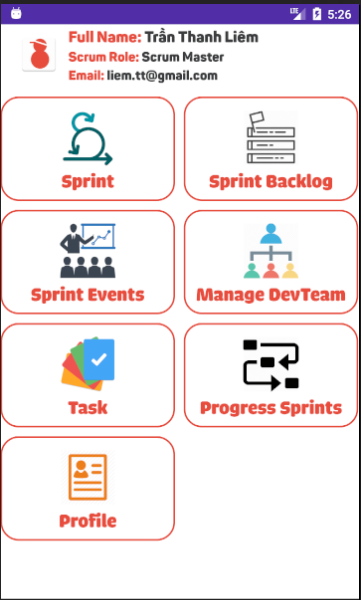 LTE 5:26
Full Name: Trần Thanh Liêm
Scrum Role: Scrum Master
Email: liem.tt@gmail.com
Sprint
Sprint Backlog
Sprint Events
Manage DevTeam
Task
Progress Sprints
Profile